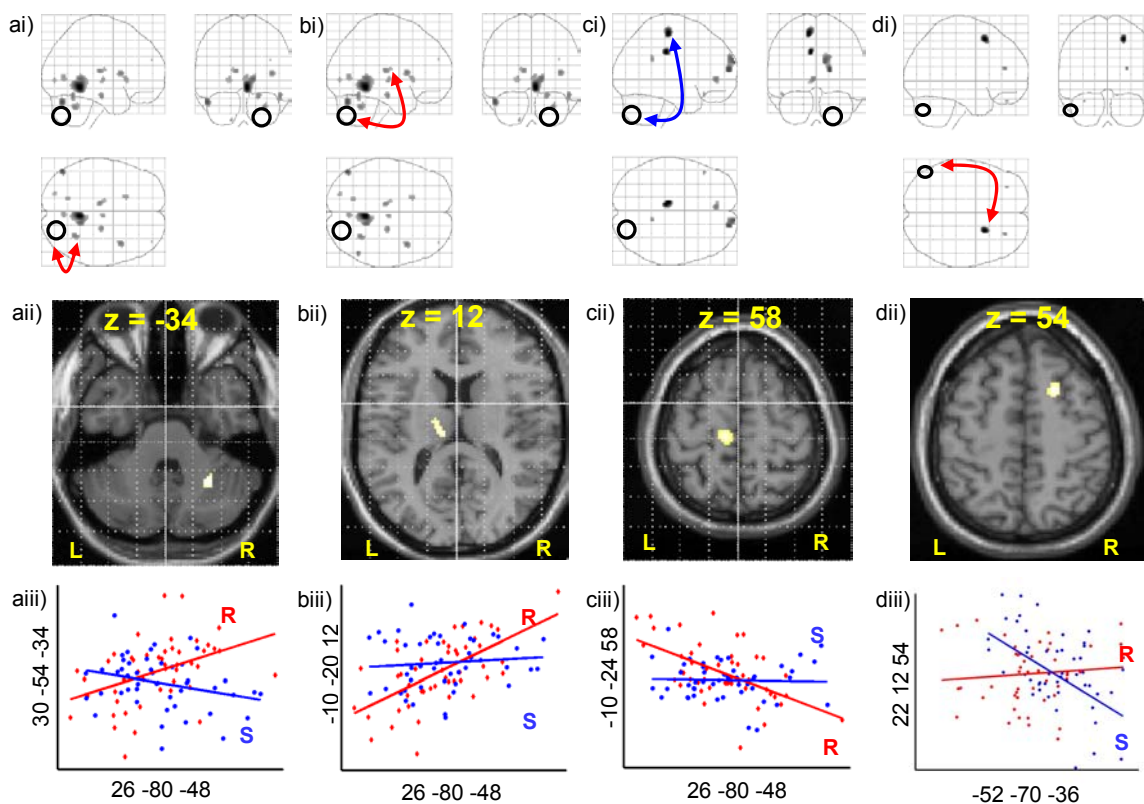 ai) bi) ci) di)
aii) bii) cii) dii)
z = -34 z = 12 z = 58 z = 54
L R L R L R L R
aiii) biii) ciii) diii)
R R S R
S S R S
30 -54 -34 -10 -20 12 -10 -24 58 22 12 54
26 -80 -48 26 -80 -48 26 -80 -48 -52 -70 -36